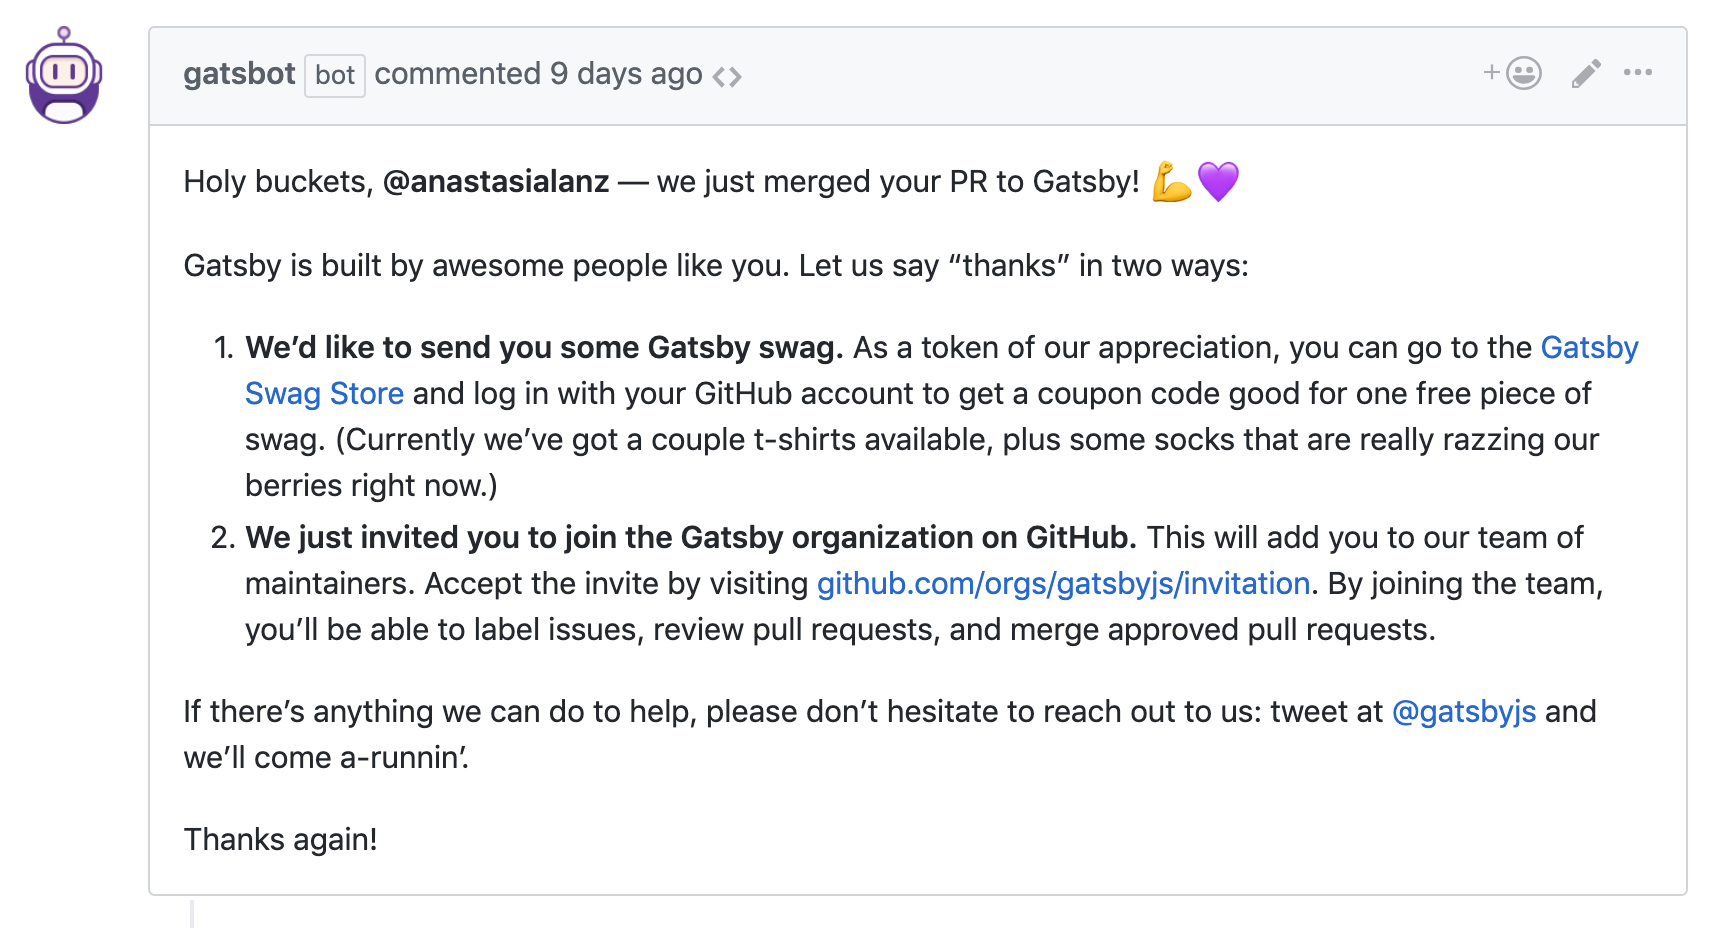 gatsbot bot commented 9 days ago
Holy buckets, @anastasialanz — we just merged your PR to Gatsby! 💪💜
Gatsby is built by awesome people like you. Let us say “thanks” in two ways:
1. We’d like to send you some Gatsby swag. As a token of our appreciation, you can go to the Gatsby
Swag Store and log in with your GitHub account to get a coupon code good for one free piece of
swag. (Currently we’ve got a couple t-shirts available, plus some socks that are really razzing our
berries right now.)
2. We just invited you to join the Gatsby organization on GitHub. This will add you to our team of
maintainers. Accept the invite by visiting github.com/orgs/gatsbyjs/invitation. By joining the team,
you’ll be able to label issues, review pull requests, and merge approved pull requests.
If there’s anything we can do to help, please don’t hesitate to reach out to us: tweet at @gatsbyjs and
we’ll come a-runnin’.
Thanks again!